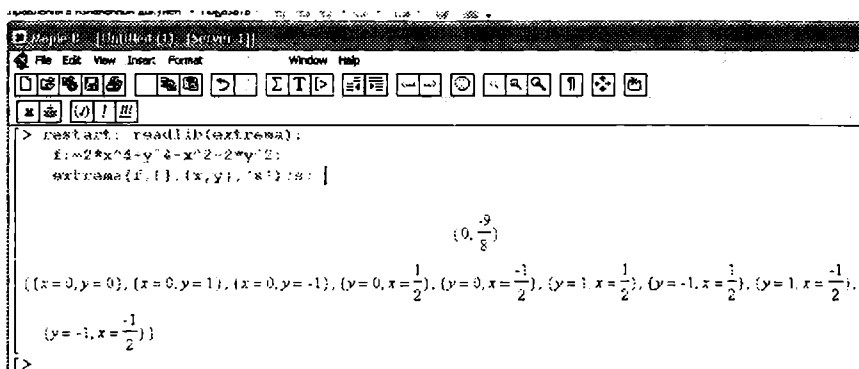 File Edit View Insert Format Window Help
> restart: readlib(extrema):
f:=2*x^4-y^4-x^2-2*y^2:
extrema(f,{},{x,y},'s');s;
{0, -9/8}
{{x = 0, y = 0}, {x = 0, y = 1}, {x = 0, y = -1}, {y = 0, x = 1/2}, {y = 0, x = -1/2}, {y = 1, x = 1/2}, {y = -1, x = 1/2}, {y = 1, x = -1/2},
{y = -1, x = -1/2}}
>